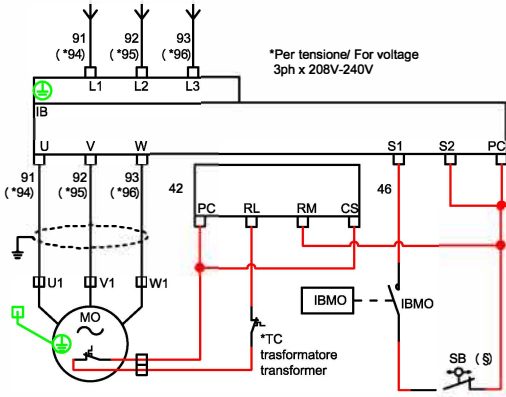 91 92 93
( *94) ( *95) ( *96)
*Per tensione/ For voltage
3ph x 208V-240V
L1 L2 L3
IB
U V W S1 S2 PC
91 92 93 42 46
( *94) ( *95) ( *96)
PC RL RM CS
U1 V1 W1
IBMO IBMO
MO
*TC
trasformatore
transformer
SB ( § )